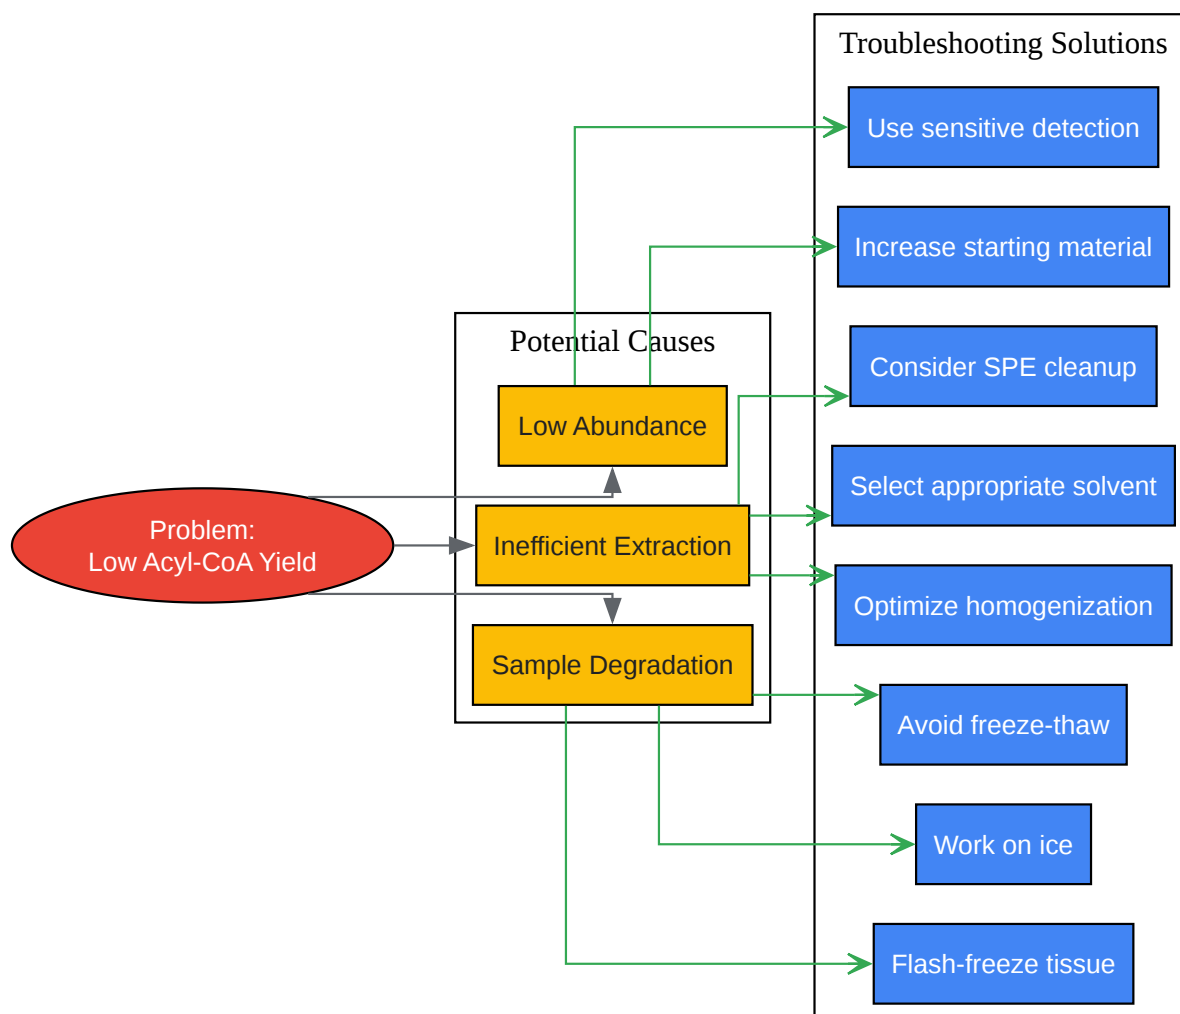 Troubleshooting Solutions
Use sensitive detection
Increase starting material
Potential Causes
Consider SPE cleanup
Low Abundance
Select appropriate solvent
Problem:
Low Acyl-CoA Yield
Inefficient Extraction
Optimize homogenization
Sample Degradation
Avoid freeze-thaw
Work on ice
Flash-freeze tissue